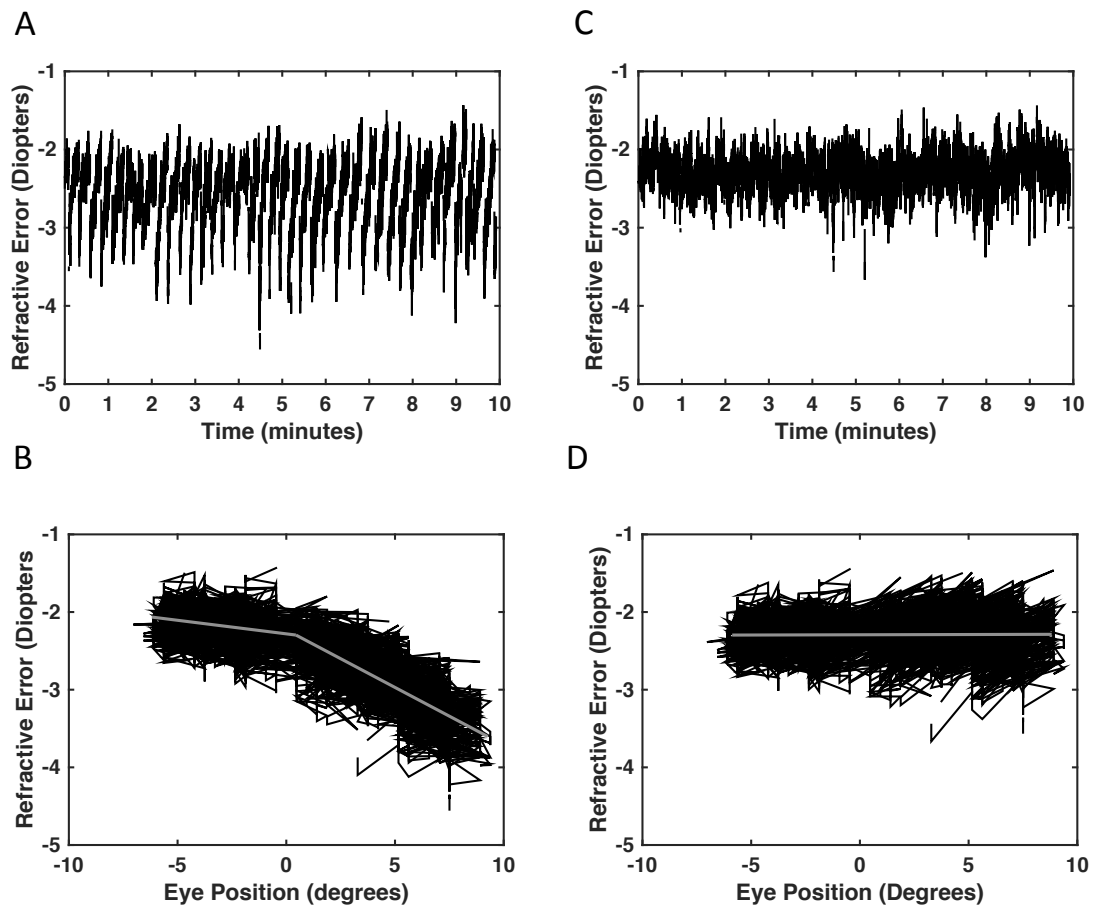 A
Refractive Error (Diopters)
-1
-2
-3
-4
-5
0 1 2 3 4 5 6 7 8 9 10
Time (minutes)
C
Refractive Error (Diopters)
-1
-2
-3
-4
-5
0 1 2 3 4 5 6 7 8 9 10
Time (minutes)
B
Refractive Error (Diopters
-1
-2
-3
-4
-5
-10 -5 0 5 10
Eye Position (degrees)
D
Refractive Error (Diopters)
-1
-2
-3
-4
-5
-10 -5 0 5 10
Eye Position (Degrees)